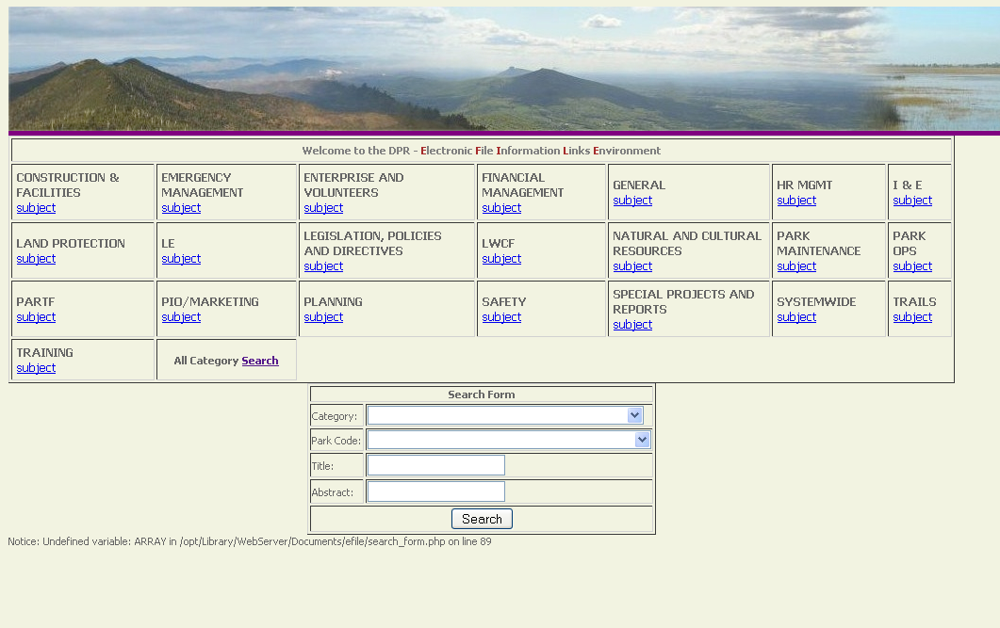 Welcome to the DPR - Electronic File Information Links Environment
CONSTRUCTION &
FACILITIES
subject
EMERGENCY
MANAGEMENT
subject
ENTERPRISE AND
VOLUNTEERS
subject
FINANCIAL
MANAGEMENT
subject
GENERAL
subject
HR MGMT
subject
I & E
subject
LAND PROTECTION
subject
LE
subject
LEGISLATION, POLICIES
AND DIRECTIVES
subject
LWCF
subject
NATURAL AND CULTURAL
RESOURCES
subject
PARK
MAINTENANCE
subject
PARK
OPS
subject
PARTF
subject
PIO/MARKETING
subject
PLANNING
subject
SAFETY
subject
SPECIAL PROJECTS AND
REPORTS
subject
SYSTEMWIDE
subject
TRAILS
subject
TRAINING
subject
All Category Search
Search Form
Category:
Park Code:
Title:
Abstract:
Search
Notice: Undefined variable: ARRAY in /opt/Library/WebServer/Documents/efile/search_form.php on line 89